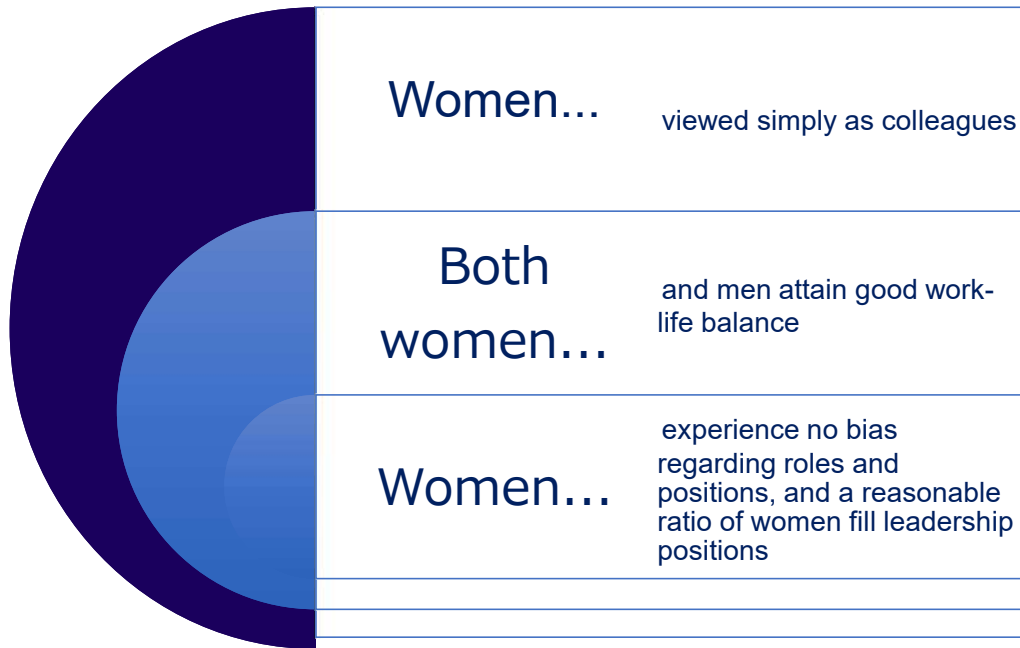 Women...
viewed simply as colleagues
Both
women...
and men attain good work-
life balance
Women...
experience no bias
regarding roles and
positions, and a reasonable
ratio of women fill leadership
positions